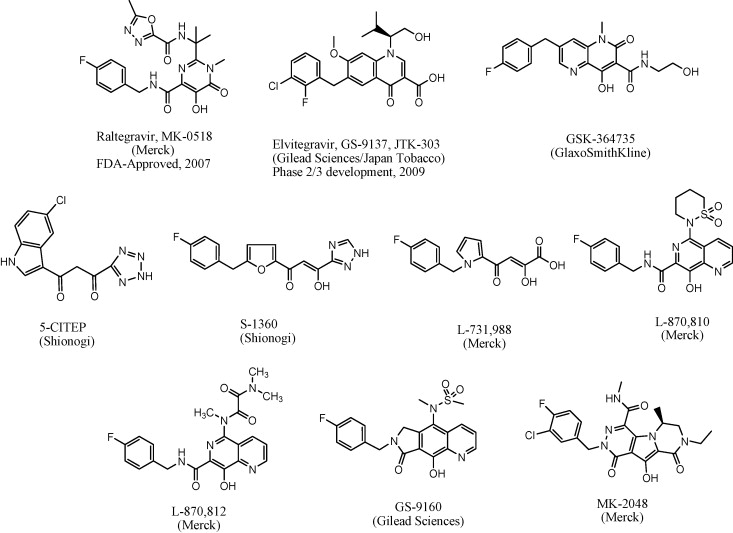 Raltegravir, MK-0518
(Merck)
FDA-Approved, 2007
Elvitegravir, GS-9137, JTK-303
(Gilead Sciences/Japan Tobacco)
Phase 2/3 development, 2009
GSK-364735
(GlaxoSmithKline)
5-CITEP
(Shionogi)
S-1360
(Shionogi)
L-731,988
(Merck)
L-870,810
(Merck)
L-870,812
(Merck)
GS-9160
(Gilead Sciences)
MK-2048
(Merck)